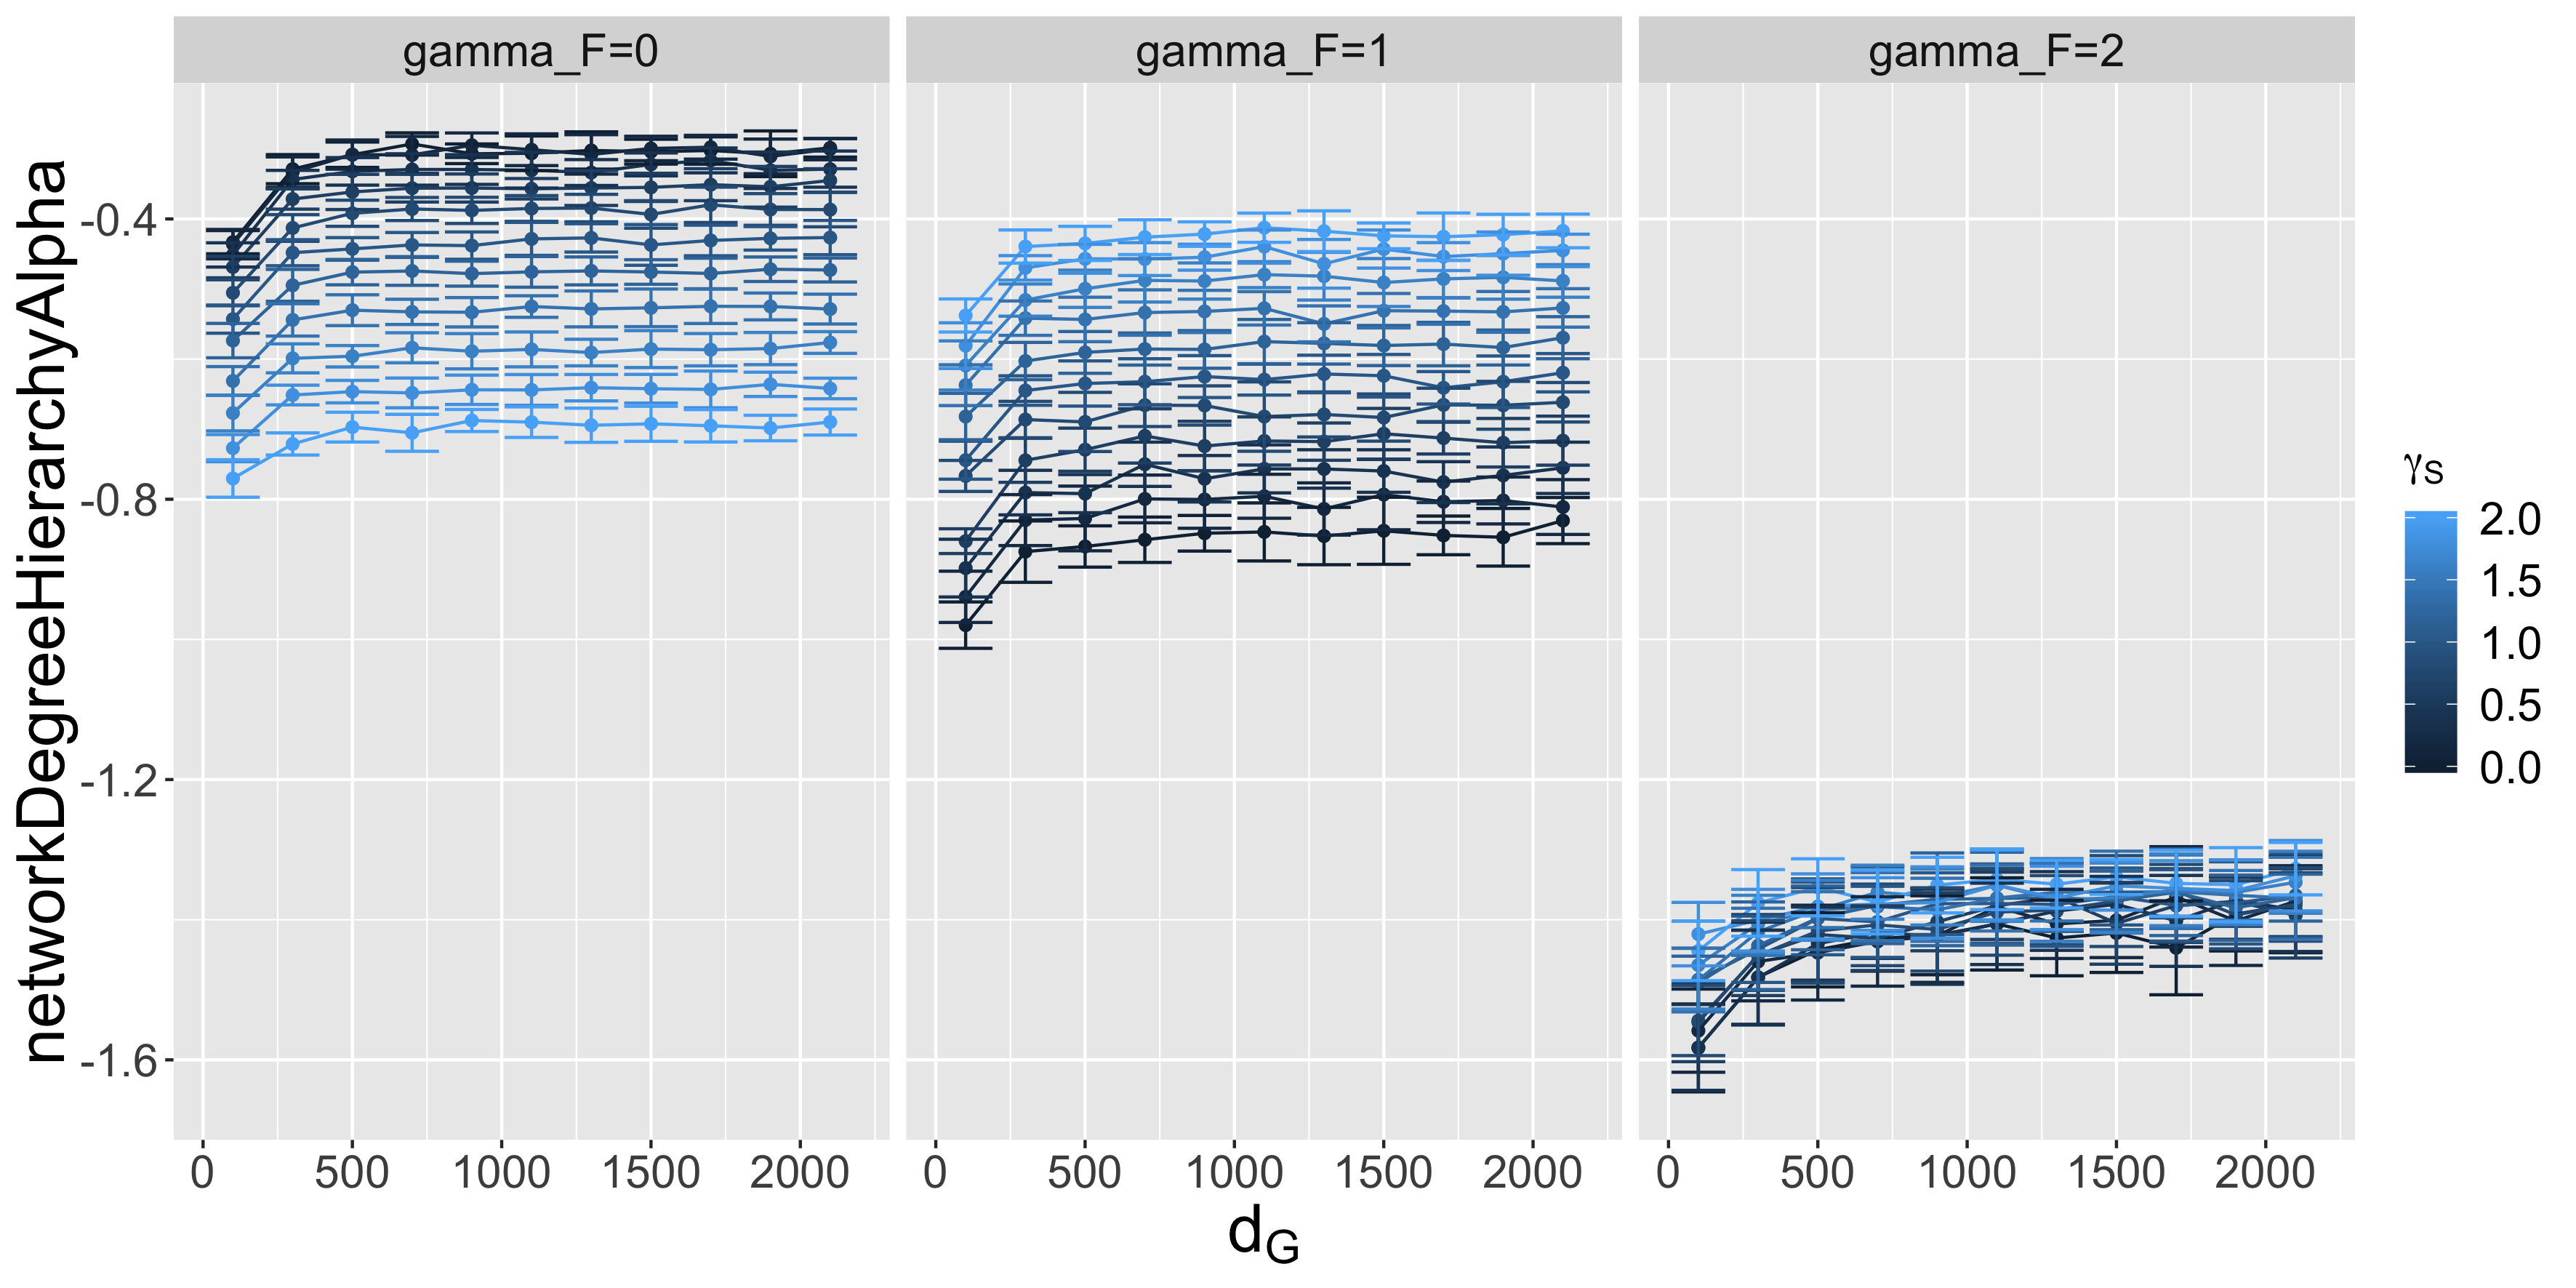 gamma_F=0 gamma_F=1 gamma_F=2
networkDegreeHierarchyAlpha
-0.4
-0.8
-1.2
-1.6
0 500 1000 1500 2000 0 500 1000 1500 2000 0 500 1000 1500 2000
dG
γS
2.0
1.5
1.0
0.5
0.0